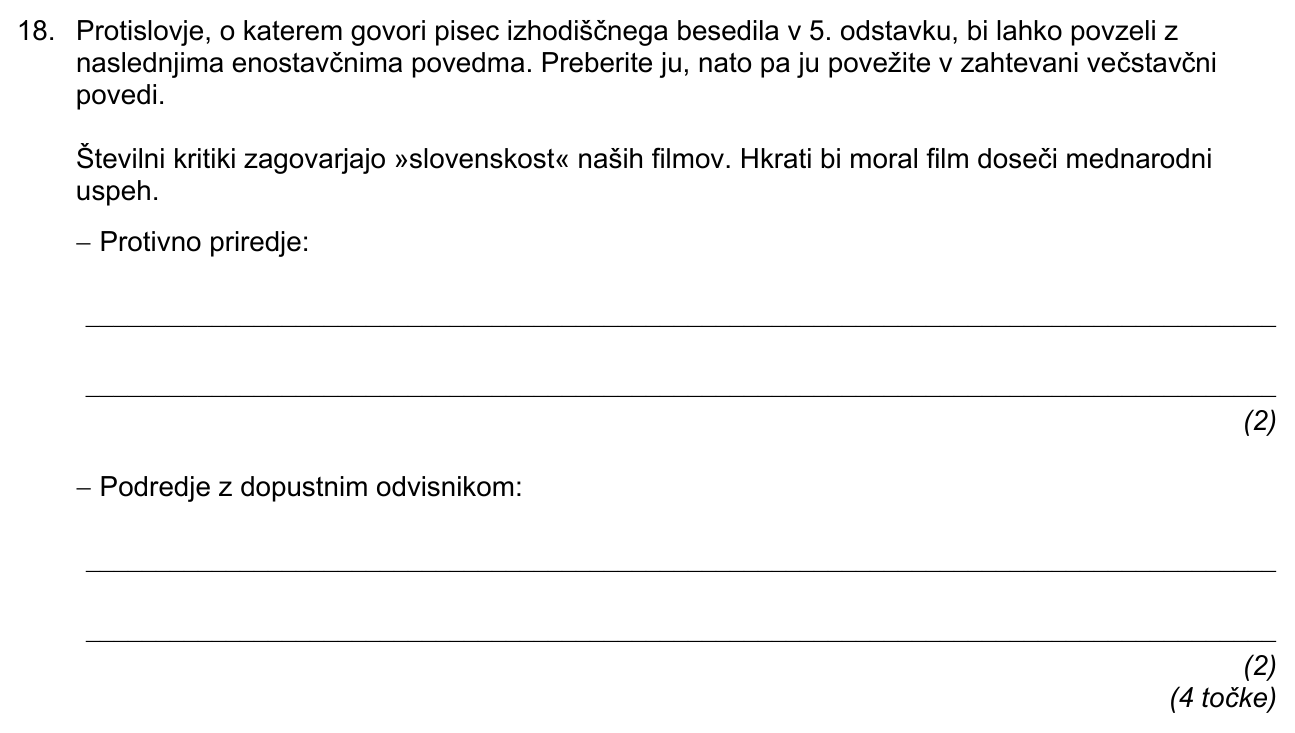 18. Protislovje, o katerem govori pisec izhodiščnega besedila v 5. odstavku, bi lahko povzeli z
naslednjima enostavčnima povedma. Preberite ju, nato pa ju povežite v zahtevani večstavčni
povedi.
Številni kritiki zagovarjajo »slovenskost« naših filmov. Hkrati bi moral film doseči mednarodni
uspeh.
– Protivno priredje:
(2)
– Podredje z dopustnim odvisnikom:
(2)
(4 točke)